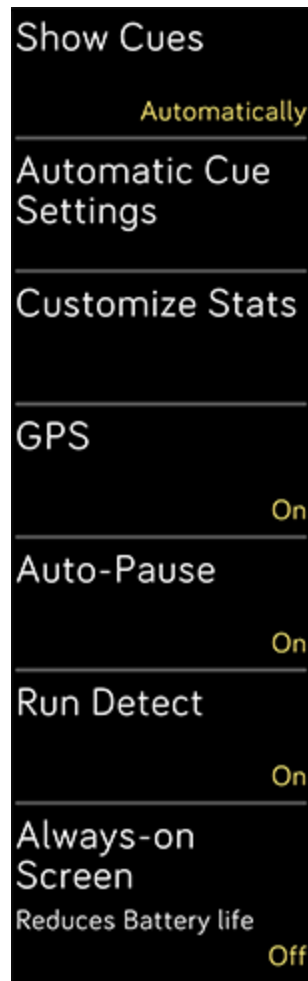 Show Cues
Automatically
Automatic Cue
Settings
Customize Stats
GPS
On
Auto-Pause
On
Run Detect
On
Always-on
Screen
Reduces Battery life
Off